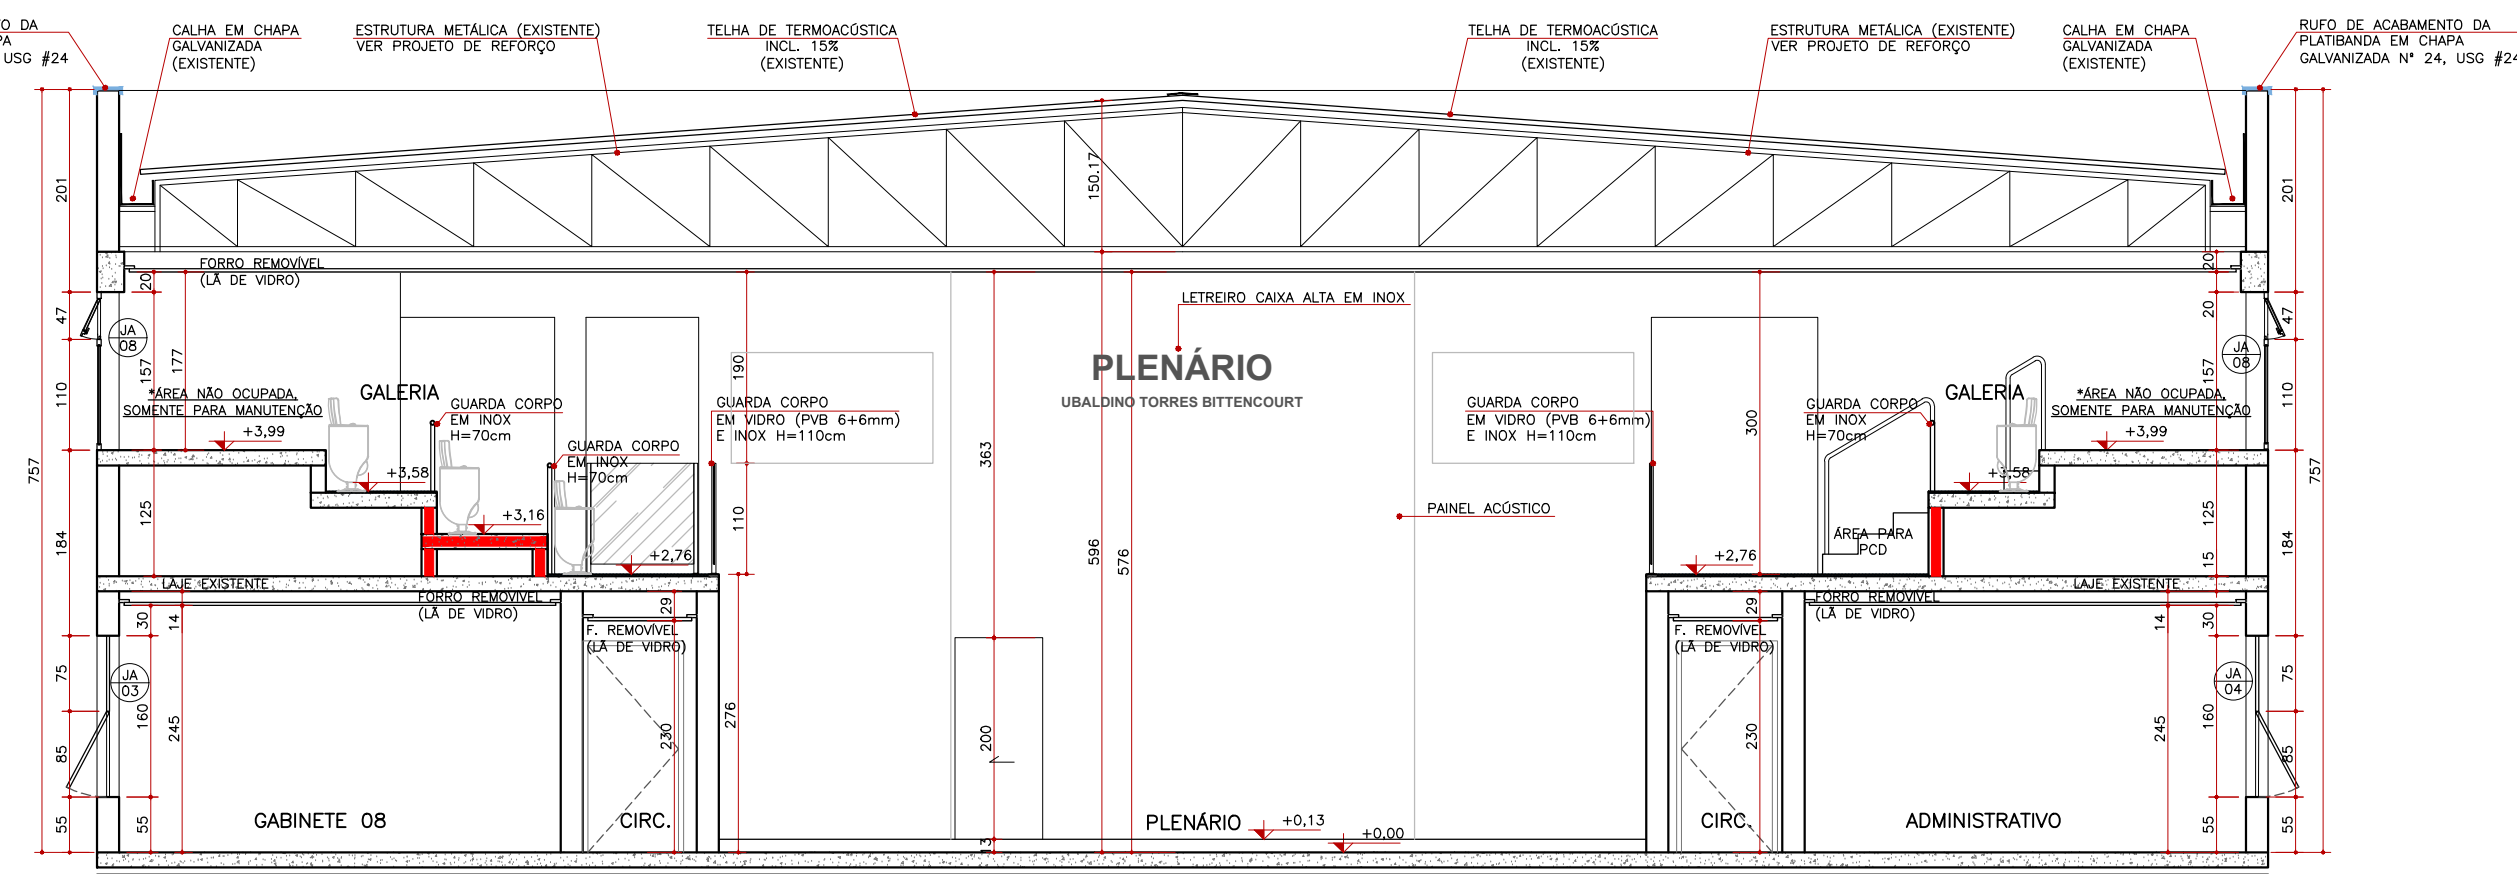 O DA
PA
USG #24
CALHA EM CHAPA
GALVANIZADA
(EXISTENTE)
ESTRUTURA METÁLICA (EXISTENTE)
VER PROJETO DE REFORÇO
TELHA DE TERMOACÚSTICA
INCL. 15%
(EXISTENTE)
TELHA DE TERMOACÚSTICA
INCL. 15%
(EXISTENTE)
ESTRUTURA METÁLICA (EXISTENTE)
VER PROJETO DE REFORÇO
CALHA EM CHAPA
GALVANIZADA
(EXISTENTE)
RUFO DE ACABAMENTO DA
PLATIBANDA EM CHAPA
GALVANIZADA N° 24, USG #24
757
201
47
110
184
75
85
55
150.17
FORRO REMOVÍVEL
(LÃ DE VIDRO)
20
157
177
125
JA
08
*ÁREA NÃO OCUPADA,
SOMENTE PARA MANUTENÇÃO
+3,99
GALERIA
+3,58
GUARDA CORPO
EM INOX
H=70cm
+3,16
GUARDA CORPO
EM INOX
H=70cm
190
110
GUARDA CORPO
EM VIDRO (PVB 6+6mm)
E INOX H=110cm
+2,76
363
596
576
LETREIRO CAIXA ALTA EM INOX
PLENÁRIO
UBALDINO TORRES BITTENCOURT
PAINEL ACÚSTICO
GUARDA CORPO
EM VIDRO (PVB 6+6mm)
E INOX H=110cm
300
+2,76
GUARDA CORPO
EM INOX
H=70cm
ÁREA PARA
PCD
GALERIA
+3,58
*ÁREA NÃO OCUPADA,
SOMENTE PARA MANUTENÇÃO
+3,99
JA
08
20
20
157
125
15
201
47
110
184
75
85
55
757
LAJE EXISTENTE
FORRO REMOVÍVEL
(LÃ DE VIDRO)
30
14
JA
03
160
245
55
GABINETE 08
29
F. REMOVÍVEL
(LÃ DE VIDRO)
230
CIRC.
276
200
13
PLENÁRIO
+0,13
+0,00
29
F. REMOVÍVEL
(LÃ DE VIDRO)
230
CIRC.
LAJE EXISTENTE
FORRO REMOVÍVEL
(LÃ DE VIDRO)
14
30
245
160
55
JA
04
ADMINISTRATIVO